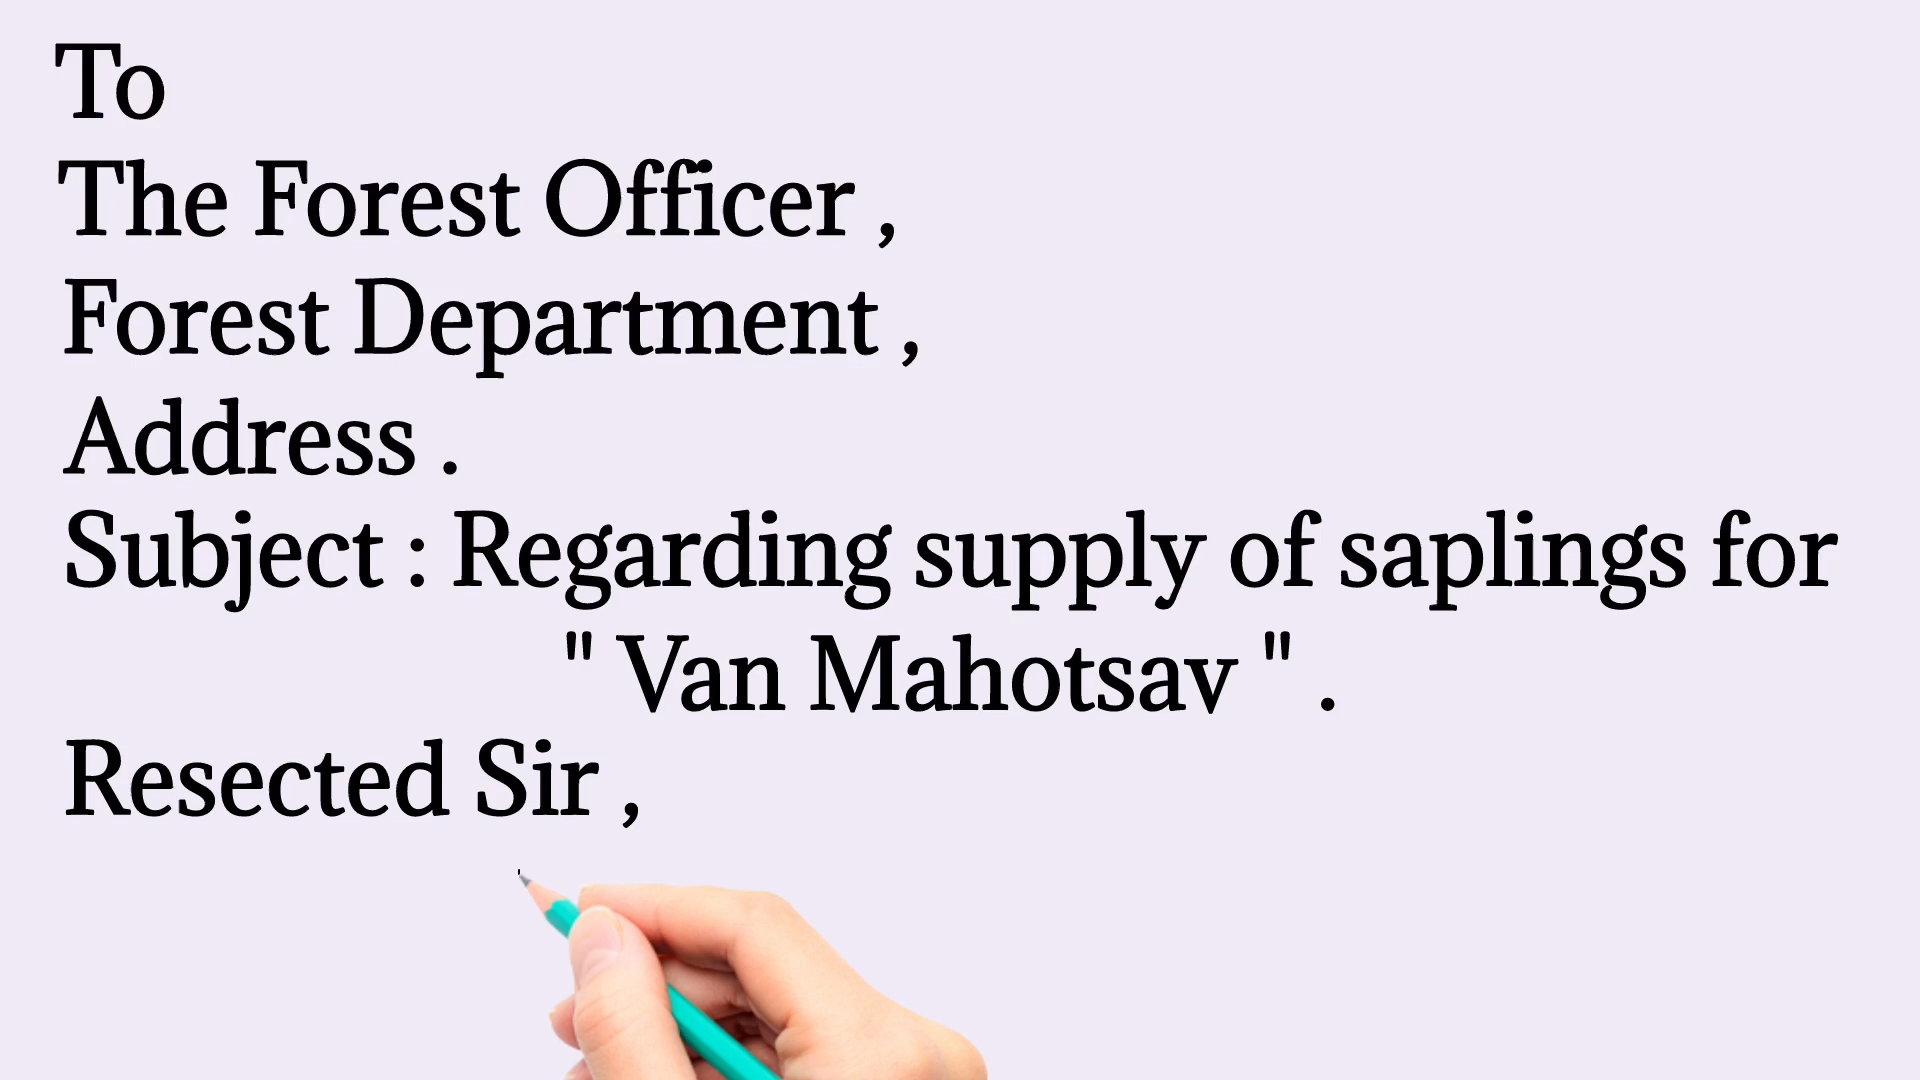 To
The Forest Officer ,
Forest Department ,
Address .
Subject : Regarding supply of saplings for
" Van Mahotsav " .
Resected Sir ,